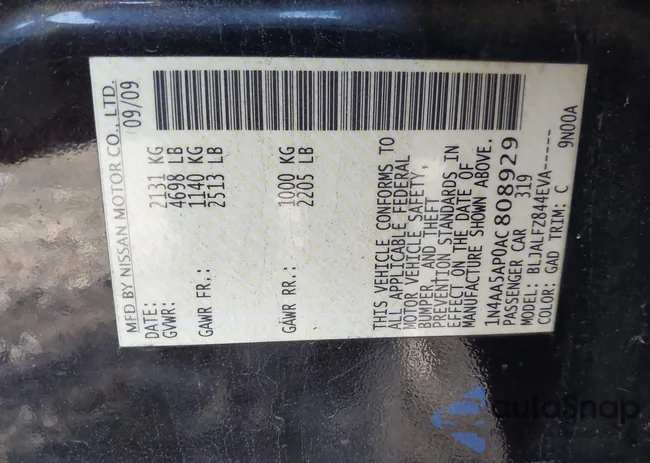 MFD BY NISSAN MOTOR CO., LTD.
DATE: 09/09
GVWR: 2131 KG
4698 LB
GAWR FR.: 1140 KG
2513 LB
GAWR RR.: 1000 KG
2205 LB
THIS VEHICLE CONFORMS TO
ALL APPLICABLE FEDERAL
MOTOR VEHICLE SAFETY,
BUMPER, AND THEFT
PREVENTION STANDARDS IN
EFFECT ON THE DATE OF
MANUFACTURE SHOWN ABOVE.
1N4AA5AP0AC808929
PASSENGER CAR 319
MODEL: BLJALFZ844EVA-----
COLOR: GAD TRIM: C 9N00A
autoSnap